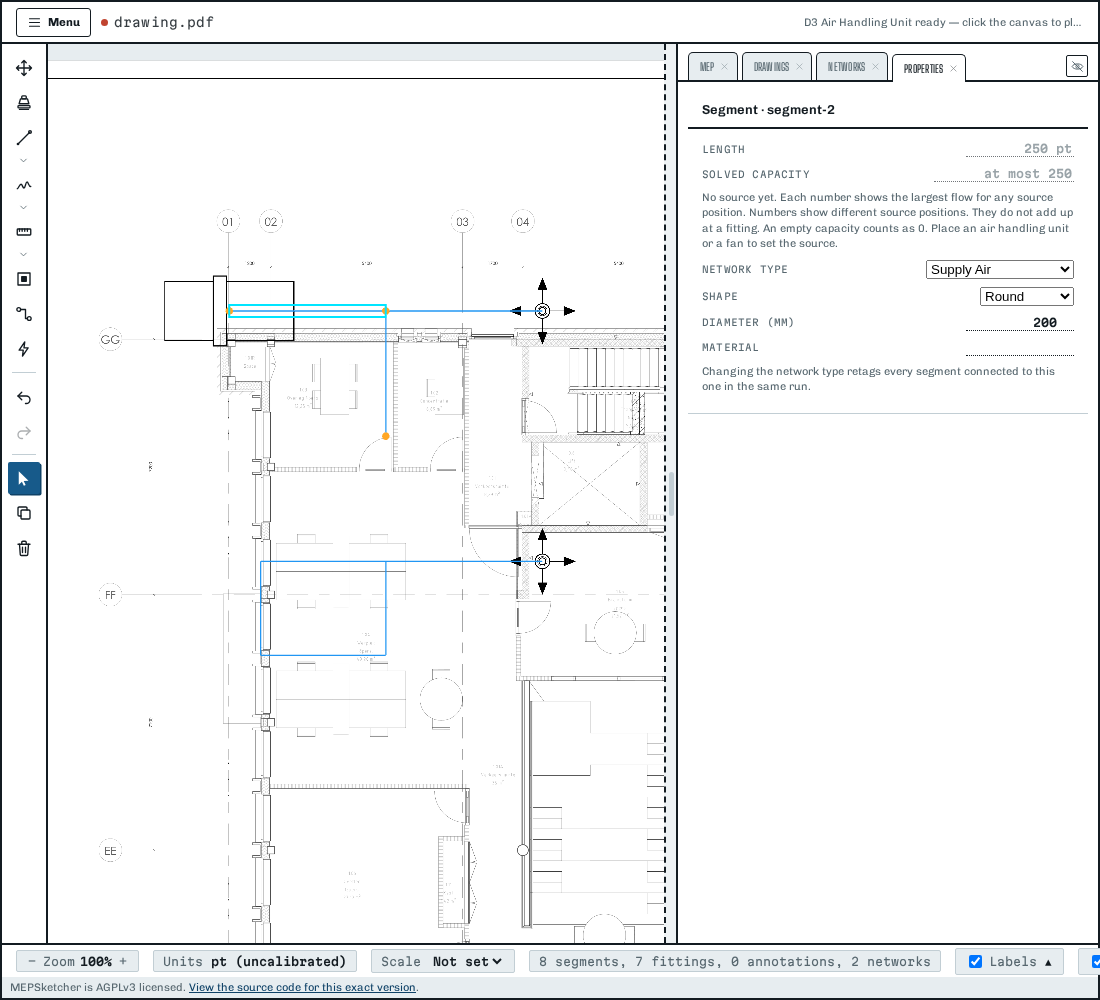 Menu
drawing.pdf
D3 Air Handling Unit ready — click the canvas to pl...
MEP
DRAWINGS
NETWORKS
PROPERTIES
Segment · segment-2
LENGTH
250 pt
SOLVED CAPACITY
at most 250
No source yet. Each number shows the largest flow for any source
position. Numbers show different source positions. They do not add up
at a fitting. An empty capacity counts as 0. Place an air handling unit
or a fan to set the source.
NETWORK TYPE
Supply Air
SHAPE
Round
DIAMETER (MM)
200
MATERIAL
Changing the network type retags every segment connected to this
one in the same run.
01
02
03
04
GG
FF
EE
− Zoom 100% +
Units pt (uncalibrated)
Scale Not set
8 segments, 7 fittings, 0 annotations, 2 networks
Labels ▲
MEPSketcher is AGPLv3 licensed. View the source code for this exact version.